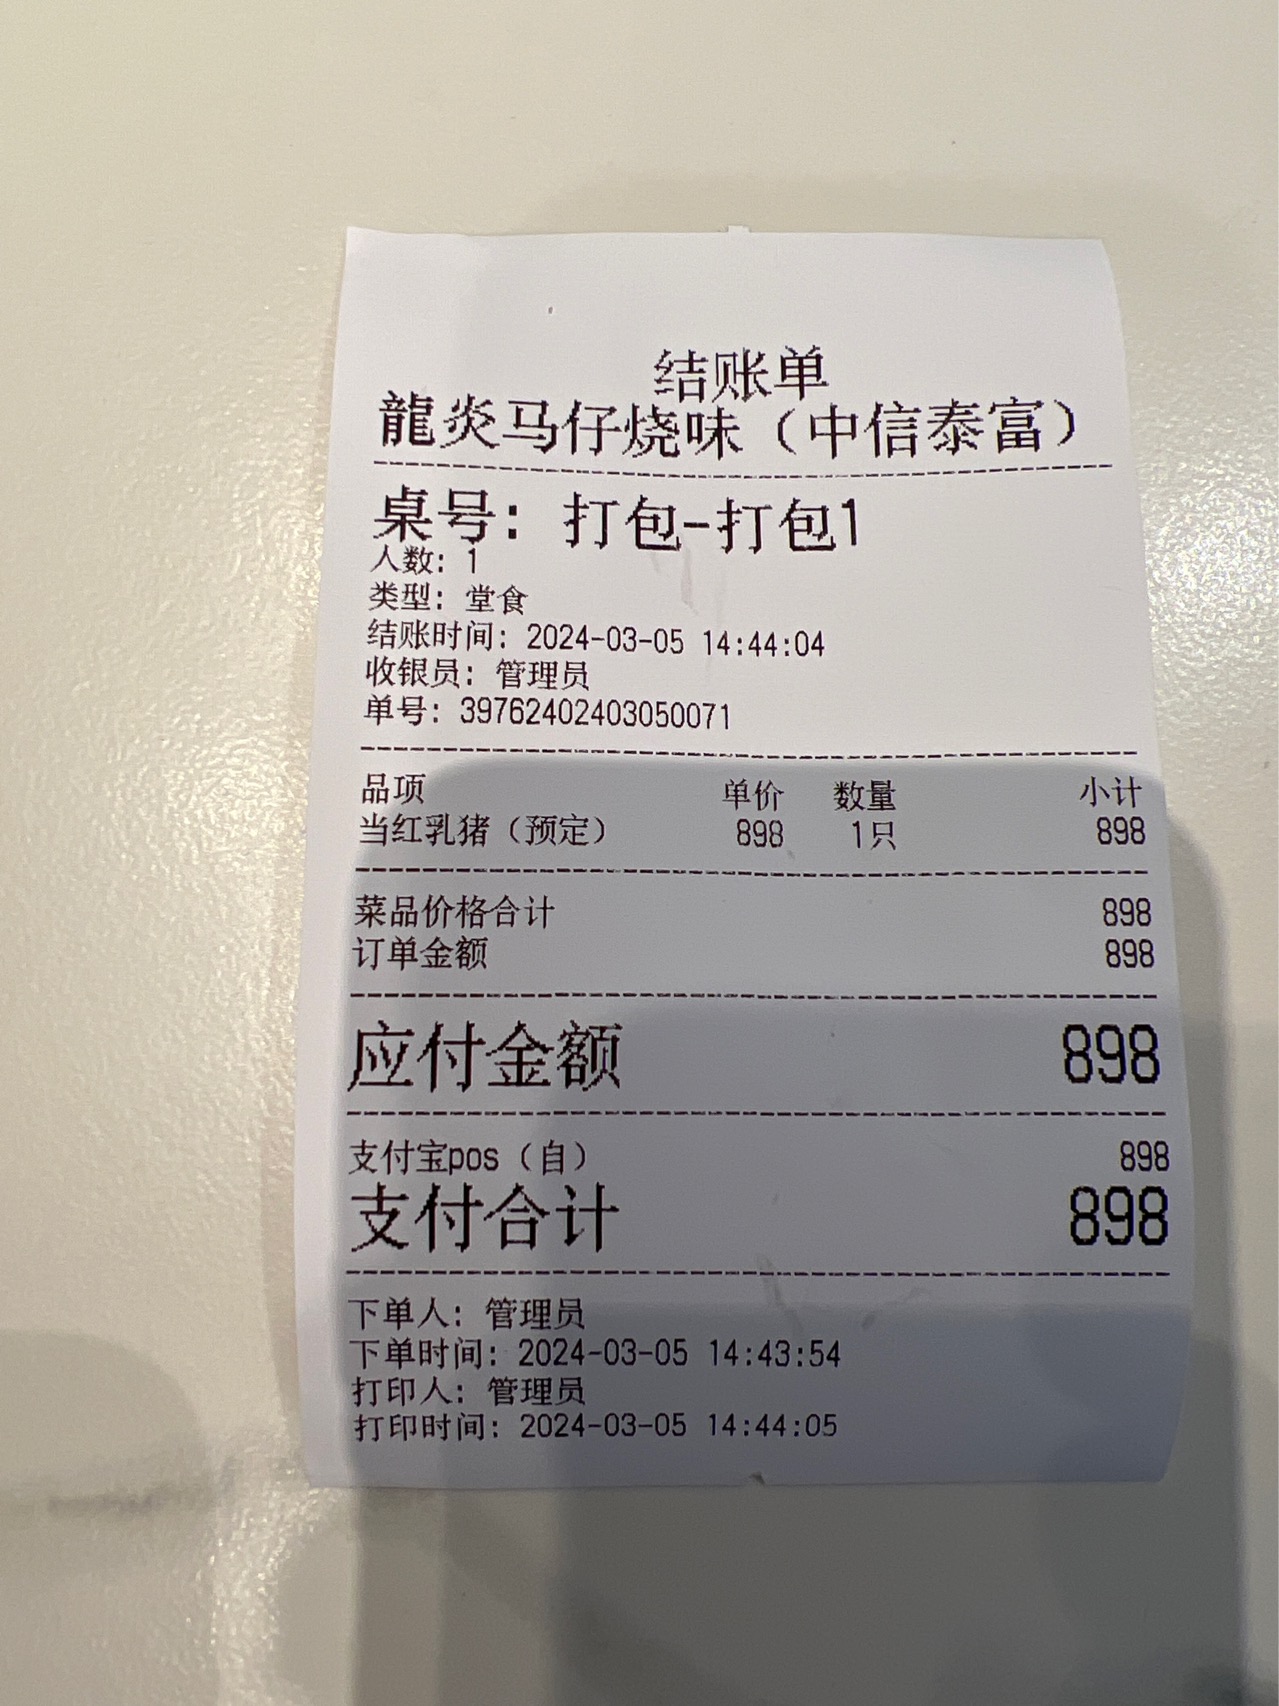 结账单
龍炎马仔烧味（中信泰富）
桌号：打包-打包1
人数：1
类型：堂食
结账时间：2024-03-05 14:44:04
收银员：管理员
单号：39762402403050071
品项 单价 数量 小计
当红乳猪（预定） 898 1只 898
菜品价格合计 898
订单金额 898
应付金额 898
支付宝pos（自） 898
支付合计 898
下单人：管理员
下单时间：2024-03-05 14:43:54
打印人：管理员
打印时间：2024-03-05 14:44:05